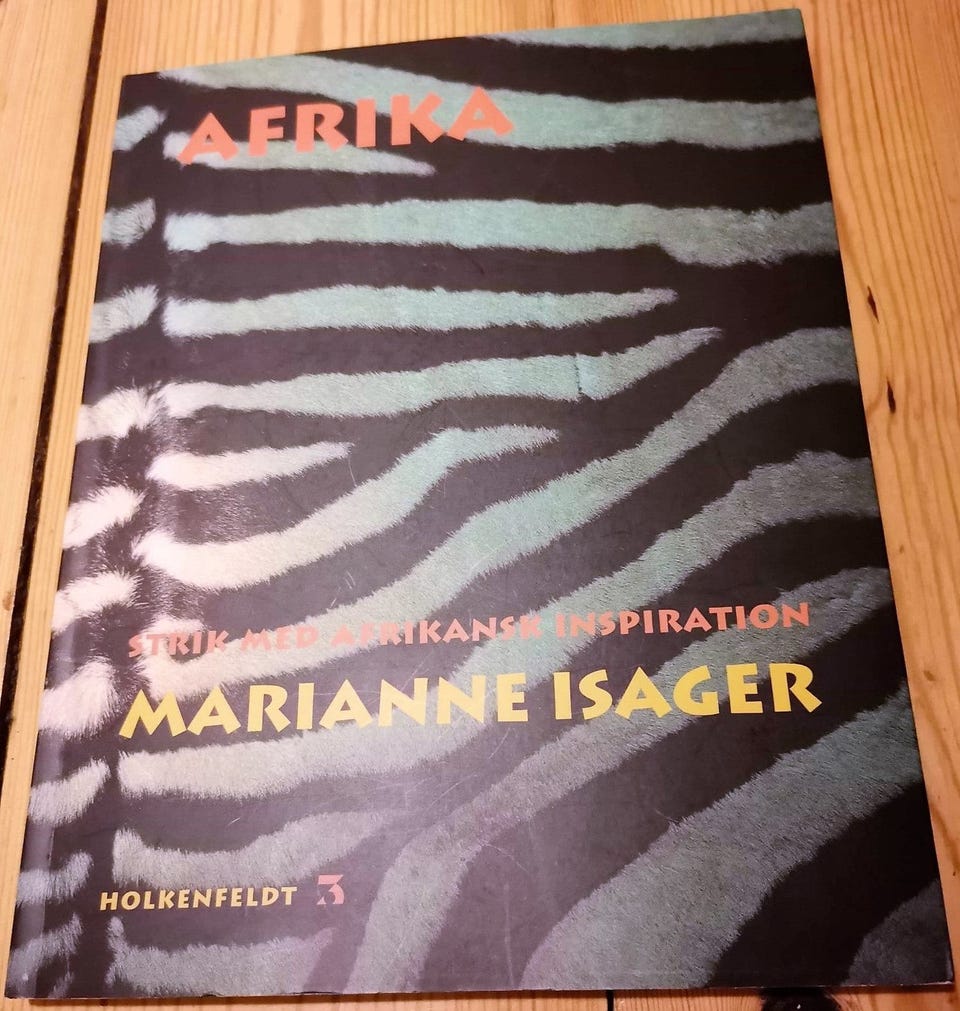 AFRIKA
STRIK MED AFRIKANSK INSPIRATION
MARIANNE ISAGER
HOLKENFELDT 3